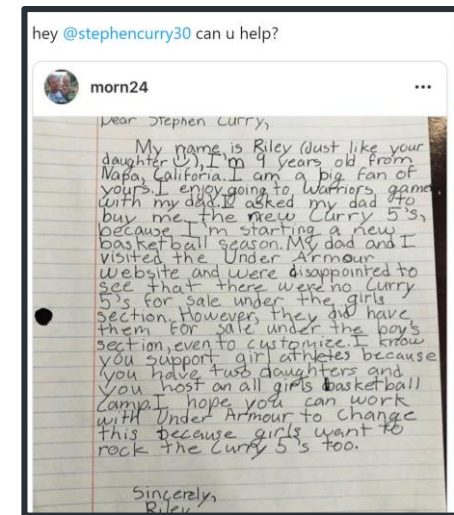 hey @stephencurry30 can u help?
morn24
Dear Stephen Curry,
My name is Riley (Just like your
daughter), I'm 9 years old from
Napa, Califoria. I am a big fan of
yours. I enjoy going to Warriors game
with my dad. I asked my dad to
buy me the new Curry 5's,
because I'm starting a new
basketball season. My dad and I
visited the Under Armour
website and were disappointed to
see that there were no Curry
5's for sale under the girls
section. However, they did have
them for sale under the boy's
section, even to customize. I know
you support girl athletes because
you have two daughters and
you host an all girls basketball
camp. I hope you can work
with Under Armour to change
this because girls want to
rock the Curry 5's too.
Sincerely,
Riley